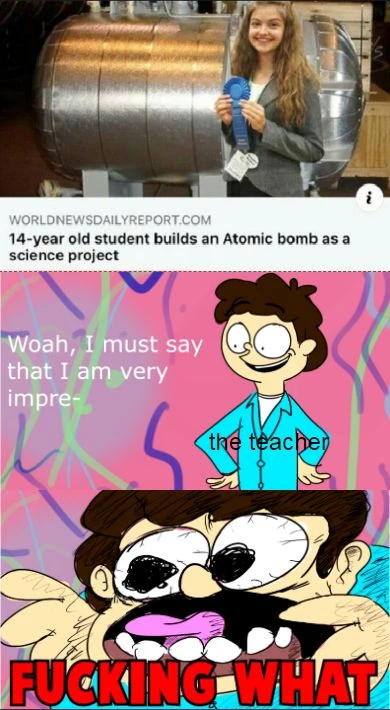 WORLDNEWSDAILYREPORT.COM
14-year old student builds an Atomic bomb as a
science project
Woah, I must say
that I am very
impre-
the teacher
FUCKING WHAT